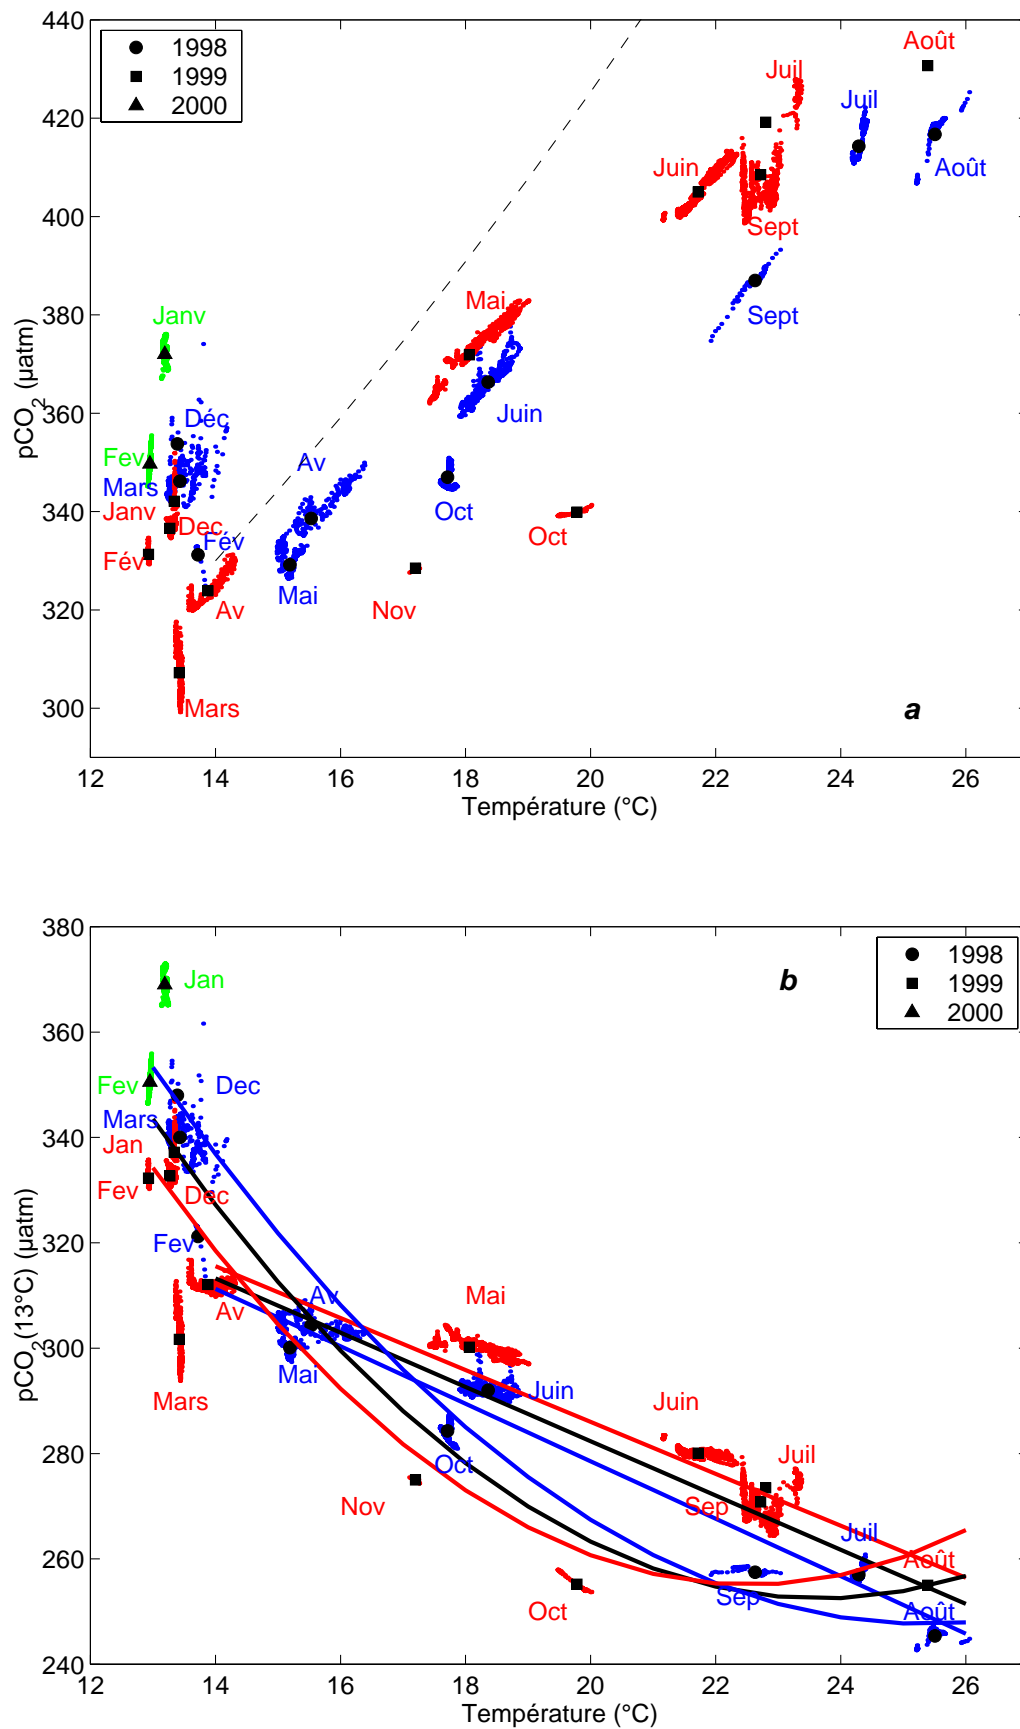 440
420
400
380
360
340
320
300
12 14 16 18 20 22 24 26
pCO2 (µatm)
Température (°C)
1998
1999
2000
Août
Juil
Juil
Juin
Août
Sept
Sept
Janv
Mai
Juin
Déc
Fev
Av
Mars
Janv
Dec
Oct
Oct
Fév
Fév
Mai
Av
Nov
Mars
a
380
360
340
320
300
280
260
240
12 14 16 18 20 22 24 26
pCO2(13°C) (µatm)
Température (°C)
1998
1999
2000
b
Jan
Fev
Dec
Mars
Jan
Fev
Dec
Fev
Av
Av
Mai
Mai
Mars
Juin
Juin
Oct
Juil
Nov
Sep
Juil
Août
Sep
Oct
Août